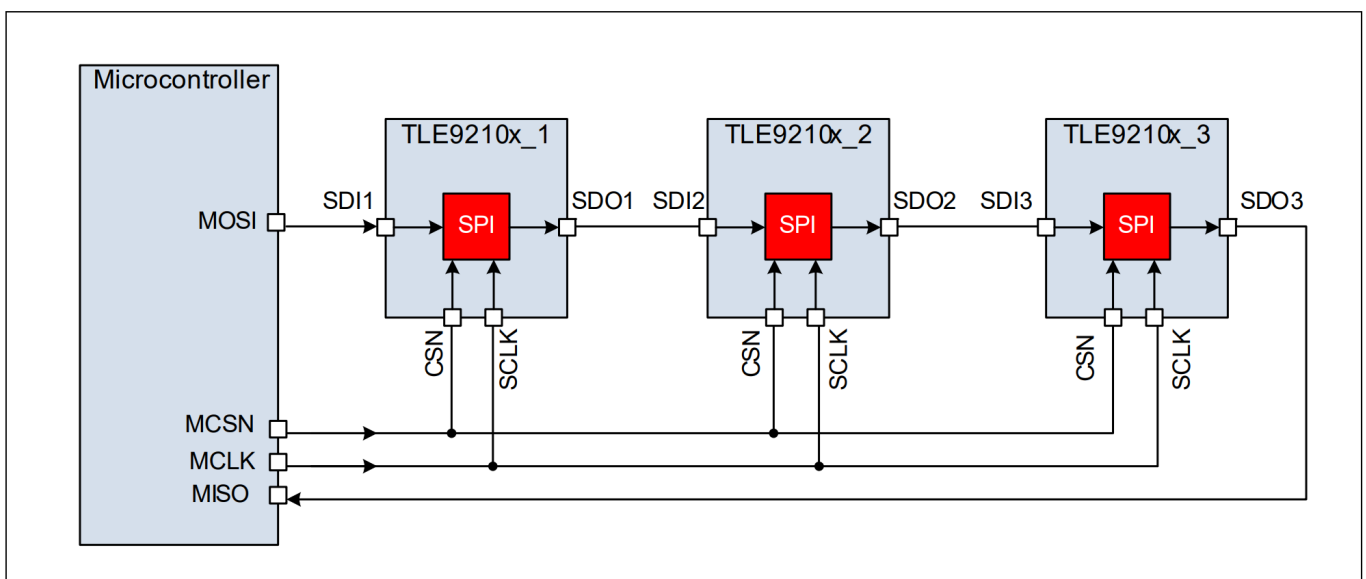 Microcontroller
TLE9210x_1
TLE9210x_2
TLE9210x_3
MOSI
SDI1
SPI
SDO1
SDI2
SPI
SDO2
SDI3
SPI
SDO3
CSN
SCLK
CSN
SCLK
CSN
SCLK
MCSN
MCLK
MISO